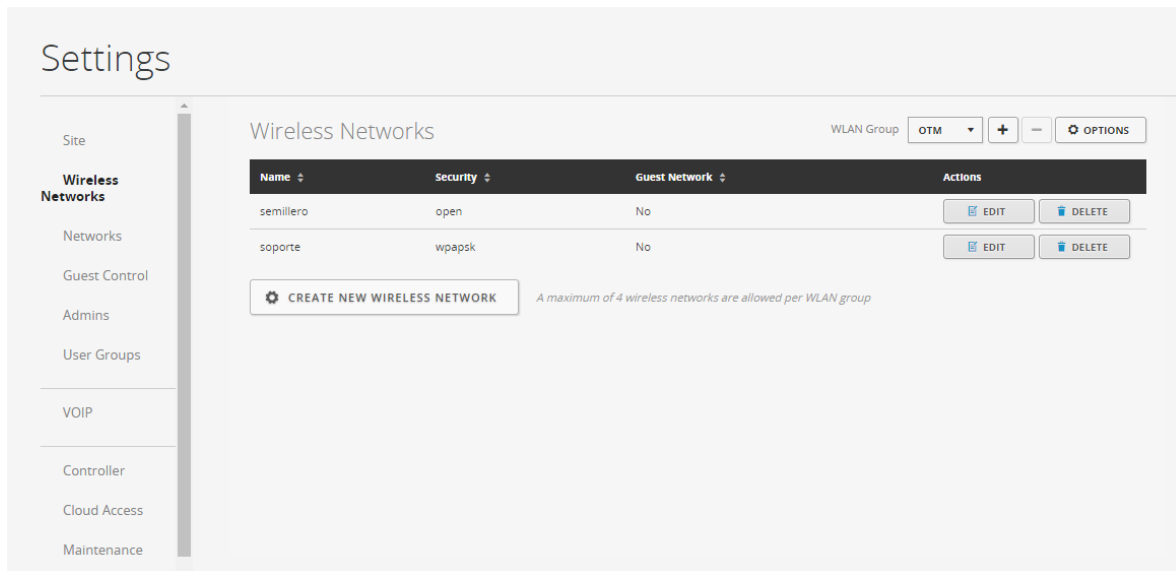 Settings
Site
Wireless
Networks
Networks
Guest Control
Admins
User Groups
VOIP
Controller
Cloud Access
Maintenance
Wireless Networks
WLAN Group OTM + − OPTIONS
Name Security Guest Network Actions
semillero open No EDIT DELETE
soporte wpapsk No EDIT DELETE
CREATE NEW WIRELESS NETWORK A maximum of 4 wireless networks are allowed per WLAN group